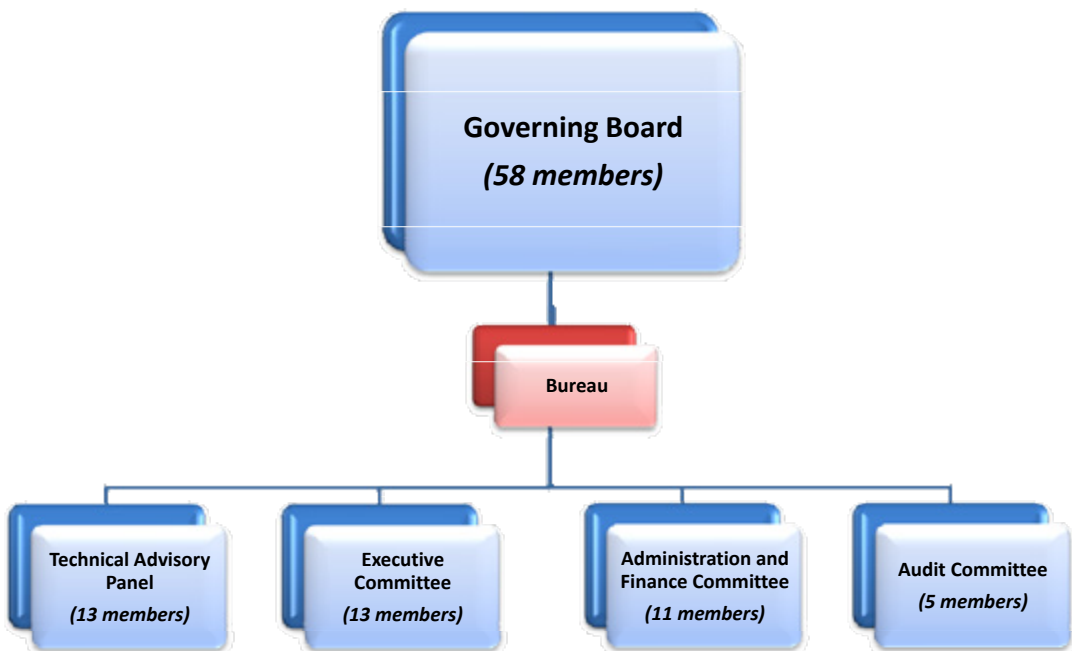 Governing Board
(58 members)
Bureau
Technical Advisory
Panel
(13 members)
Executive
Committee
(13 members)
Administration and
Finance Committee
(11 members)
Audit Committee
(5 members)